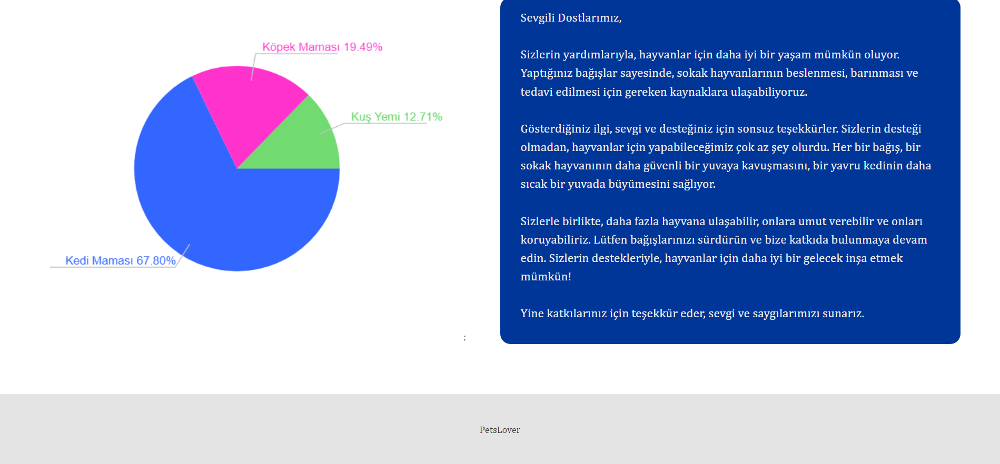 Köpek Maması 19.49%
Kuş Yemi 12.71%
Kedi Maması 67.80%
;
Sevgili Dostlarımız,
Sizlerin yardımlarıyla, hayvanlar için daha iyi bir yaşam mümkün oluyor.
Yaptığınız bağışlar sayesinde, sokak hayvanlarının beslenmesi, barınması ve
tedavi edilmesi için gereken kaynaklara ulaşabiliyoruz.
Gösterdiğiniz ilgi, sevgi ve desteğiniz için sonsuz teşekkürler. Sizlerin desteği
olmadan, hayvanlar için yapabileceğimiz çok az şey olurdu. Her bir bağış, bir
sokak hayvanının daha güvenli bir yuvaya kavuşmasını, bir yavru kedinin daha
sıcak bir yuvada büyümesini sağlıyor.
Sizlerle birlikte, daha fazla hayvana ulaşabilir, onlara umut verebilir ve onları
koruyabiliriz. Lütfen bağışlarınızı sürdürün ve bize katkıda bulunmaya devam
edin. Sizlerin destekleriyle, hayvanlar için daha iyi bir gelecek inşa etmek
mümkün!
Yine katkılarınız için teşekkür eder, sevgi ve saygılarımızı sunarız.
PetsLover